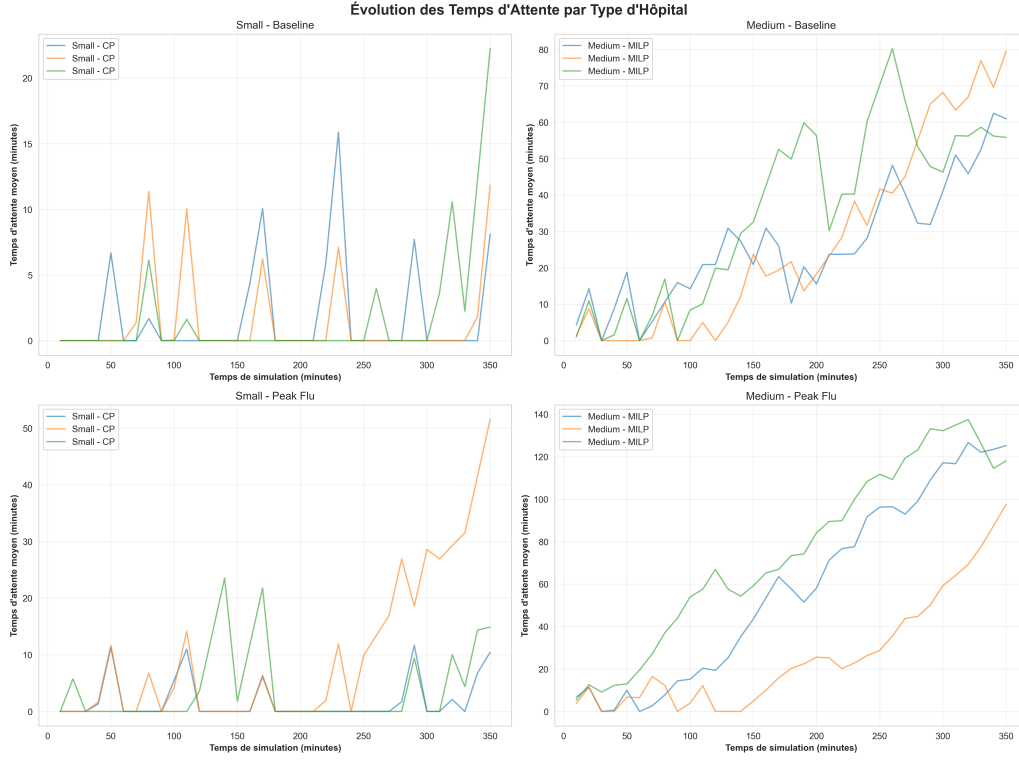 Évolution des Temps d'Attente par Type d'Hôpital
Small - Baseline
Small - CP
Small - CP
Small - CP
Temps d'attente moyen (minutes)
20
15
10
5
0
0 50 100 150 200 250 300 350
Temps de simulation (minutes)
Medium - Baseline
Medium - MILP
Medium - MILP
Medium - MILP
Temps d'attente moyen (minutes)
80
70
60
50
40
30
20
10
0
0 50 100 150 200 250 300 350
Temps de simulation (minutes)
Small - Peak Flu
Small - CP
Small - CP
Small - CP
Temps d'attente moyen (minutes)
50
40
30
20
10
0
0 50 100 150 200 250 300 350
Temps de simulation (minutes)
Medium - Peak Flu
Medium - MILP
Medium - MILP
Medium - MILP
Temps d'attente moyen (minutes)
140
120
100
80
60
40
20
0
0 50 100 150 200 250 300 350
Temps de simulation (minutes)